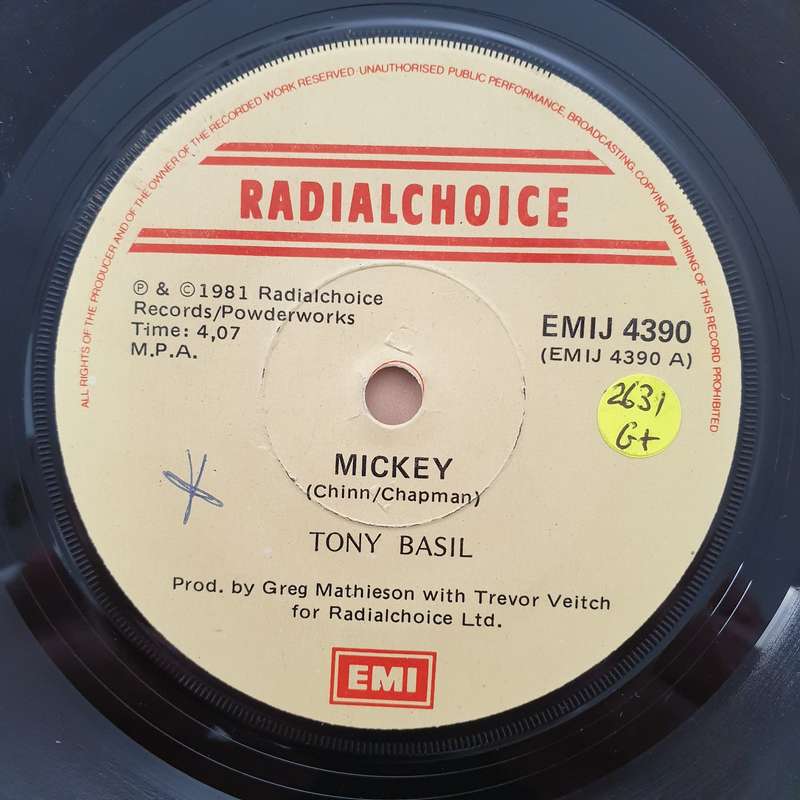 ALL RIGHTS OF THE PRODUCER AND OF THE OWNER OF THE RECORDED WORK RESERVED. UNAUTHORISED PUBLIC PERFORMANCE, BROADCASTING, COPYING AND HIRING OF THIS RECORD PROHIBITED
RADIALCHOICE
Ⓟ & ©1981 Radialchoice
Records/Powderworks
Time: 4,07
M.P.A.
EMIJ 4390
(EMIJ 4390 A)
2631
G+
MICKEY
(Chinn/Chapman)
TONY BASIL
Prod. by Greg Mathieson with Trevor Veitch
for Radialchoice Ltd.
EMI